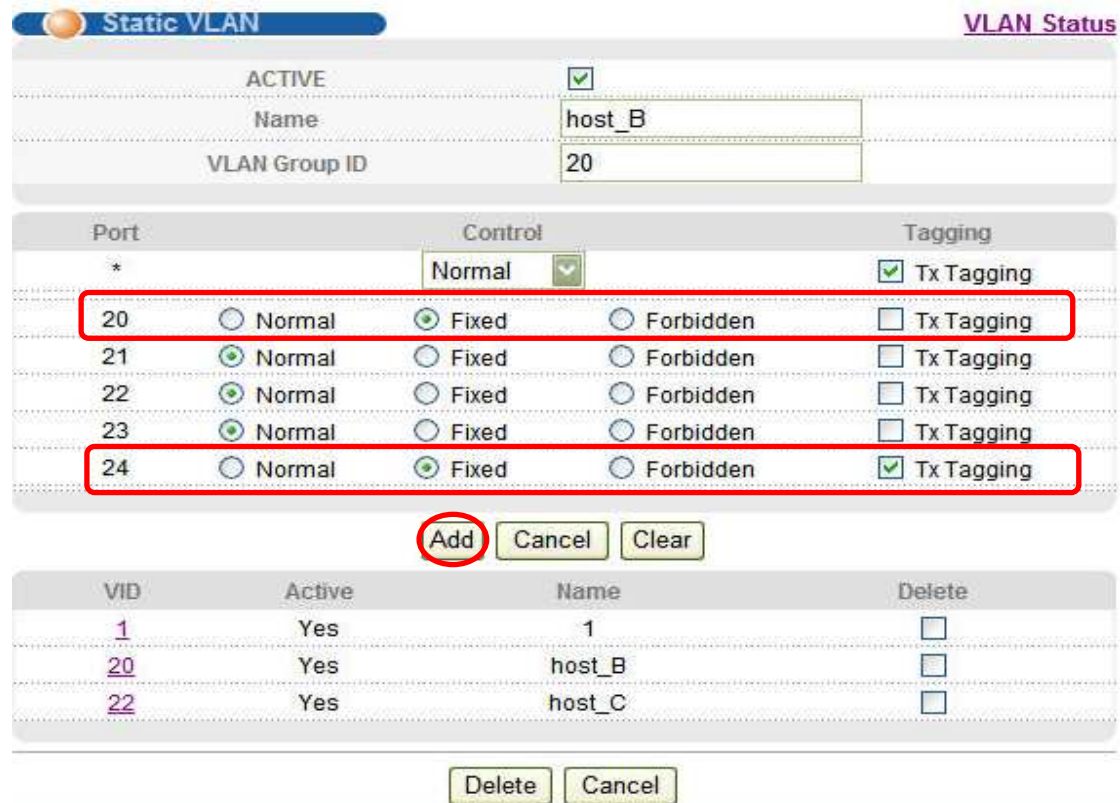 Static VLAN VLAN Status
ACTIVE
Name host_B
VLAN Group ID 20
Port Control Tagging
* Normal Tx Tagging
20 Normal Fixed Forbidden Tx Tagging
21 Normal Fixed Forbidden Tx Tagging
22 Normal Fixed Forbidden Tx Tagging
23 Normal Fixed Forbidden Tx Tagging
24 Normal Fixed Forbidden Tx Tagging
Add Cancel Clear
VID Active Name Delete
1 Yes 1
20 Yes host_B
22 Yes host_C
Delete Cancel